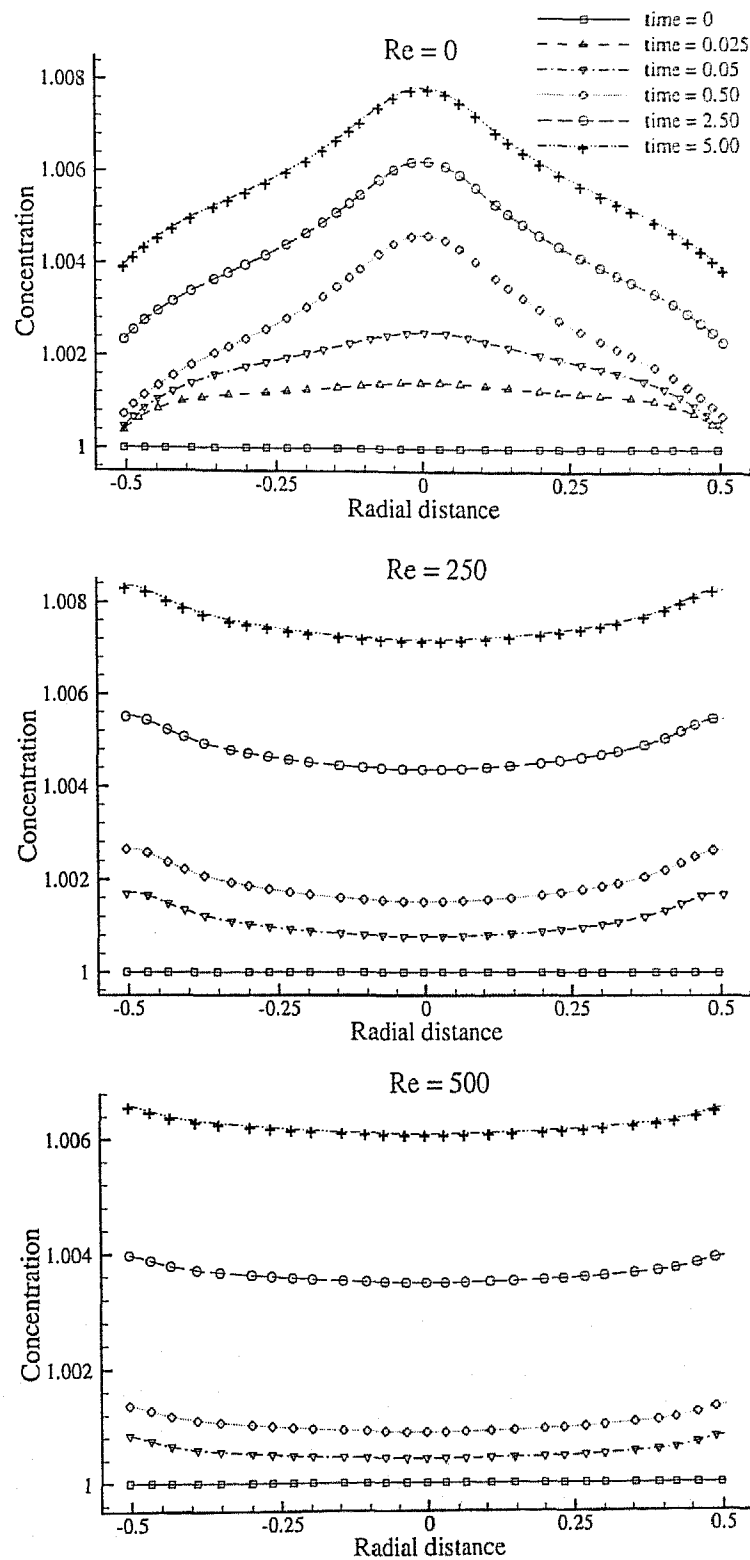 time = 0
time = 0.025
time = 0.05
time = 0.50
time = 2.50
time = 5.00
Re = 0
1.008
1.006
1.004
1.002
1
Concentration
-0.5
-0.25
0
0.25
0.5
Radial distance
Re = 250
1.008
1.006
1.004
1.002
1
Concentration
-0.5
-0.25
0
0.25
0.5
Radial distance
Re = 500
1.006
1.004
1.002
1
Concentration
-0.5
-0.25
0
0.25
0.5
Radial distance